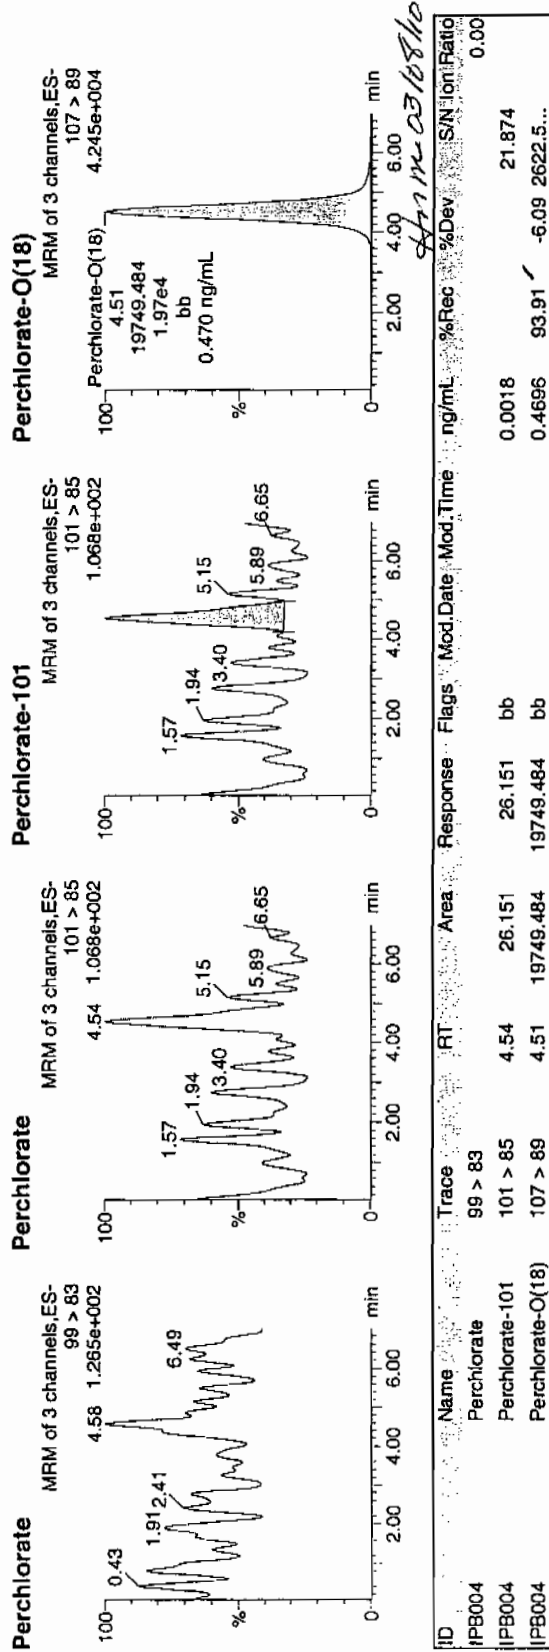 Perchlorate
MRM of 3 channels,ES-
99 > 83
1.265e+002
100
%
0
0.43
1.91
2.41
4.58
6.49
2.00
4.00
6.00
min
Perchlorate
MRM of 3 channels,ES-
101 > 85
1.068e+002
100
%
0
1.57
1.94
3.40
4.54
5.15
5.89
6.65
2.00
4.00
6.00
min
Perchlorate-101
MRM of 3 channels,ES-
101 > 85
1.068e+002
100
%
0
1.57
1.94
3.40
5.15
5.89
6.65
2.00
4.00
6.00
min
Perchlorate-O(18)
MRM of 3 channels,ES-
107 > 89
4.245e+004
100
%
0
Perchlorate-O(18)
4.51
19749.484
1.97e4
bb
0.470 ng/mL
2.00
4.00
6.00
min
03/08/10
ID Name Trace RT Area Response Flags Mod.Date Mod.Time ng/mL %Rec %Dev S/N Ion Ratio
IPB004 Perchlorate 99 > 83 0.00
IPB004 Perchlorate-101 101 > 85 4.54 26.151 26.151 bb 0.0018 21.874
IPB004 Perchlorate-O(18) 107 > 89 4.51 19749.484 19749.484 bb 0.4696 93.91 -6.09 2622.5...